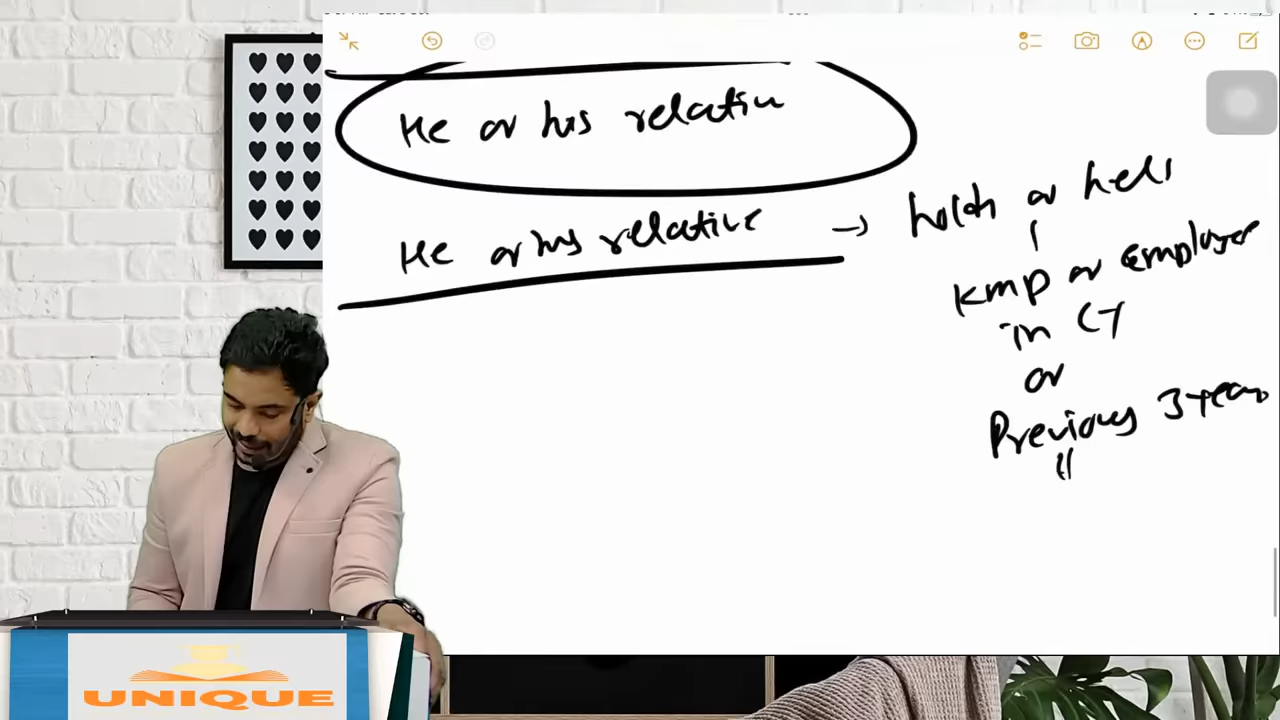 He or his relative
He or his relative → holds or held
KMP or Employee
in CY
or
Previous 3 years
UNIQUE